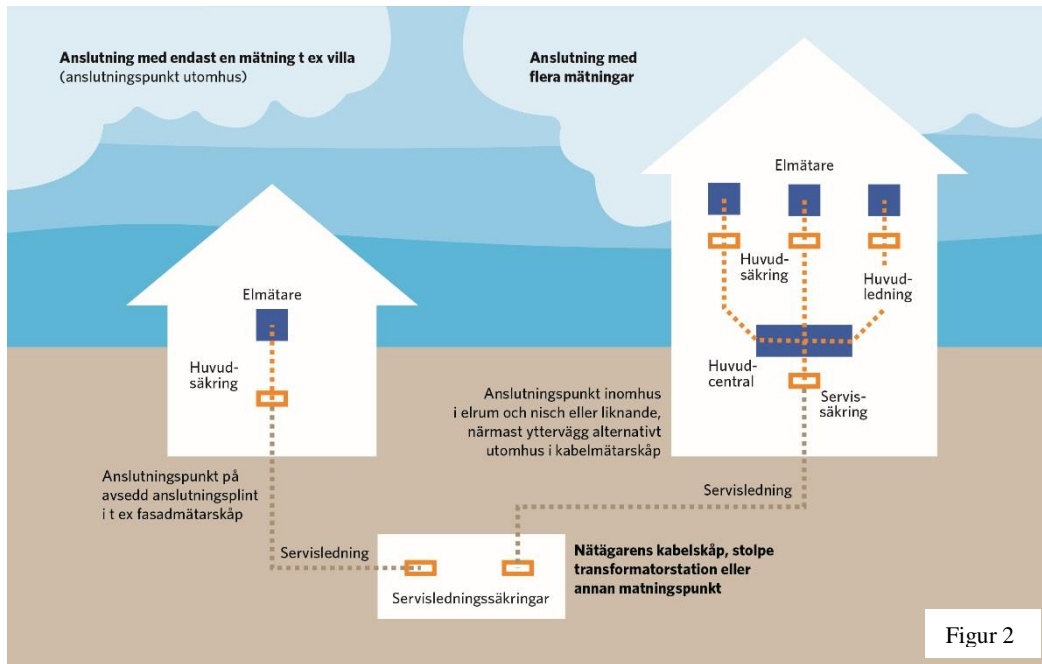 Anslutning med endast en mätning t ex villa
(anslutningspunkt utomhus)
Anslutning med
flera mätningar
Elmätare
Huvud-
säkring
Huvud-
ledning
Elmätare
Huvud-
säkring
Huvud-
central
Servis-
säkring
Anslutningspunkt inomhus
i elrum och nisch eller liknande,
närmast yttervägg alternativt
utomhus i kabelmätarskåp
Anslutningspunkt på
avsedd anslutningsplint
i t ex fasadmätarskåp
Servisledning
Servisledning
Nätägarens kabelskåp, stolpe
transformatorstation eller
annan matningspunkt
Servisledningssäkringar
Figur 2